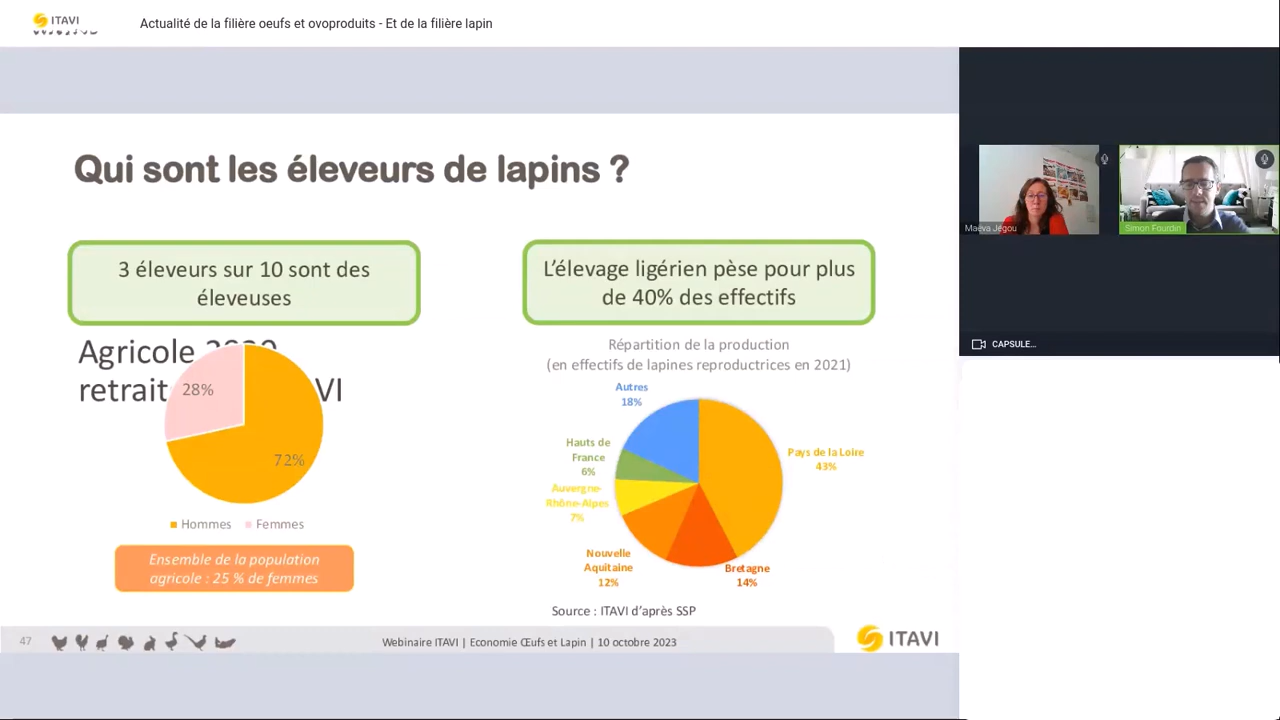 ITAVI
Actualité de la filière oeufs et ovoproduits - Et de la filière lapin
Qui sont les éleveurs de lapins ?
3 éleveurs sur 10 sont des
éleveuses
Agricole
retrait VI
28%
72%
Hommes Femmes
Ensemble de la population
agricole : 25 % de femmes
L'élevage ligérien pèse pour plus
de 40% des effectifs
Répartition de la production
(en effectifs de lapines reproductrices en 2021)
Autres
18%
Hauts de
France
6%
Auvergne-
Rhône-Alpes
7%
Nouvelle
Aquitaine
12%
Bretagne
14%
Pays de la Loire
43%
Source : ITAVI d'après SSP
47
Webinaire ITAVI | Economie Œufs et Lapin | 10 octobre 2023
ITAVI
Maëva Jégou
Simon Fourdin
CAPSULE...